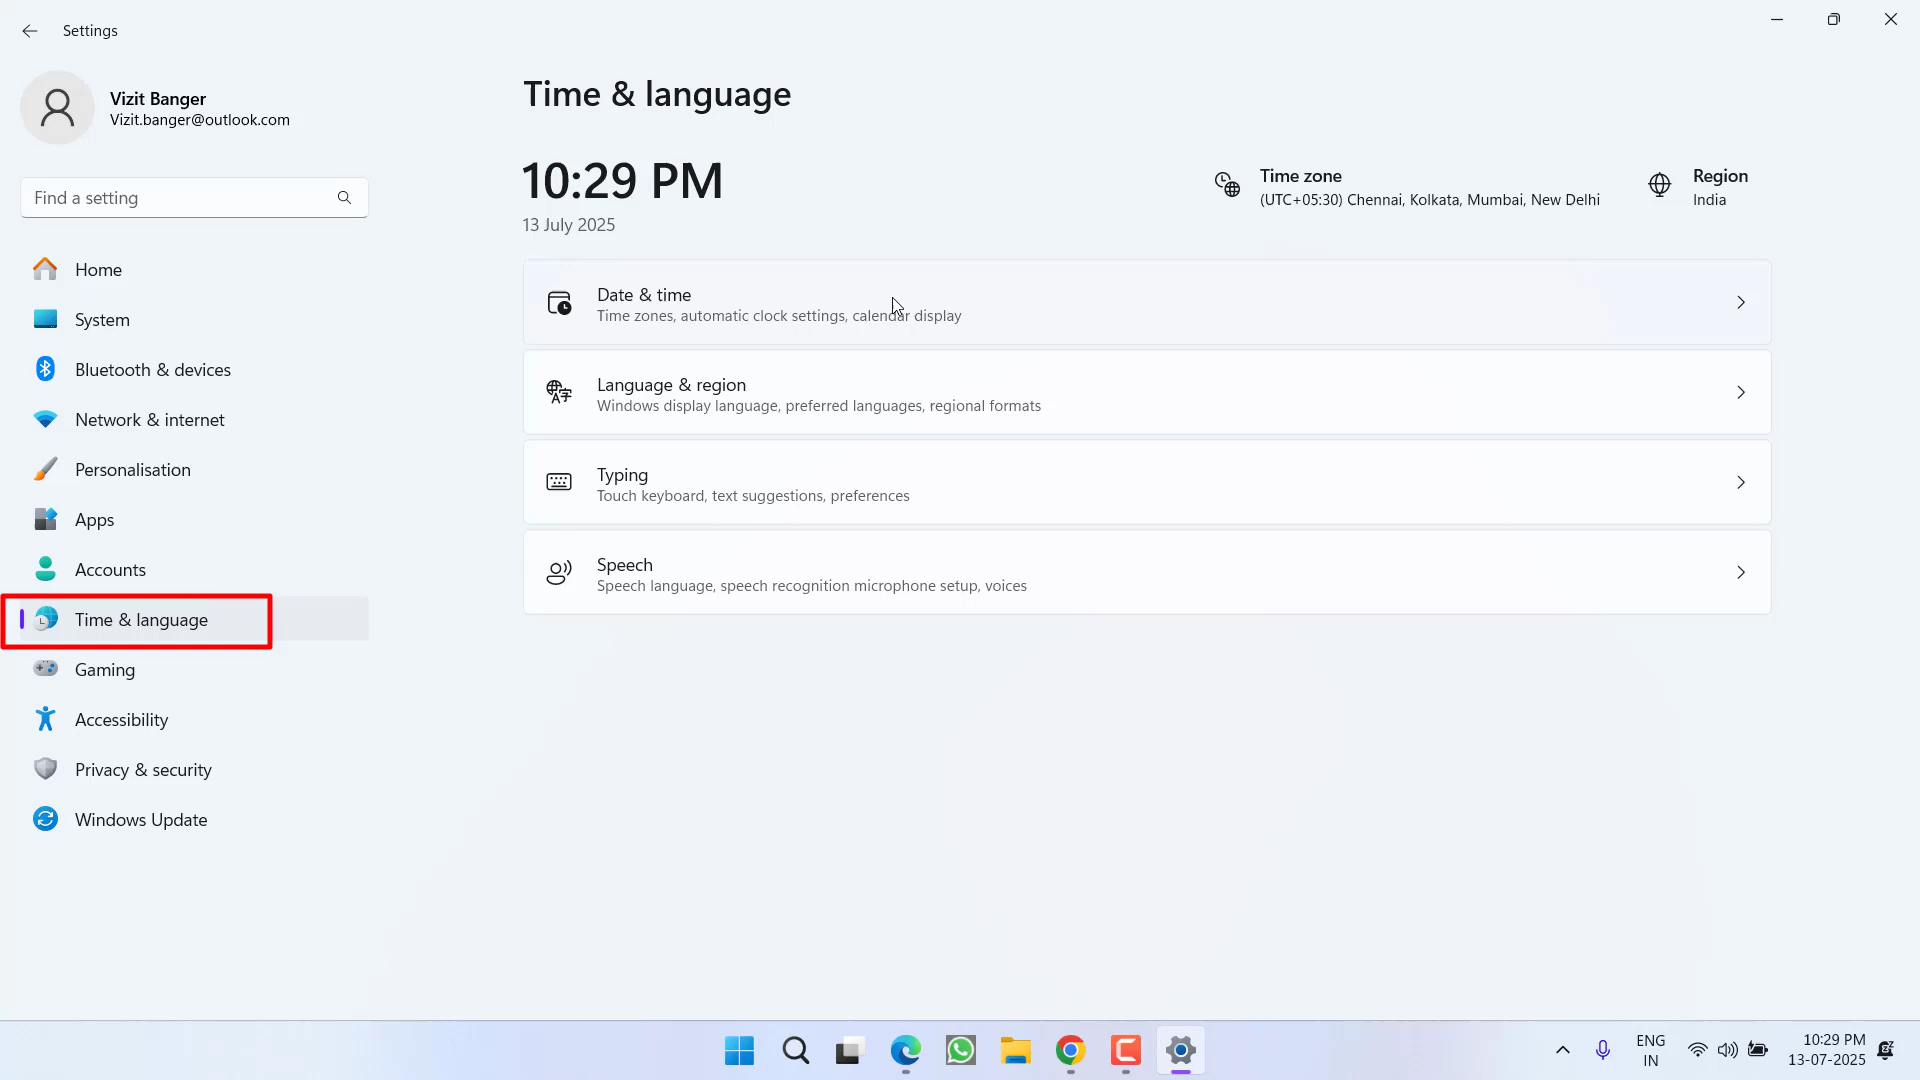 Settings
Vizit Banger
Vizit.banger@outlook.com
Find a setting
Home
System
Bluetooth & devices
Network & internet
Personalisation
Apps
Accounts
Time & language
Gaming
Accessibility
Privacy & security
Windows Update
Time & language
10:29 PM
13 July 2025
Time zone
(UTC+05:30) Chennai, Kolkata, Mumbai, New Delhi
Region
India
Date & time
Time zones, automatic clock settings, calendar display
Language & region
Windows display language, preferred languages, regional formats
Typing
Touch keyboard, text suggestions, preferences
Speech
Speech language, speech recognition microphone setup, voices
ENG
IN
10:29 PM
13-07-2025